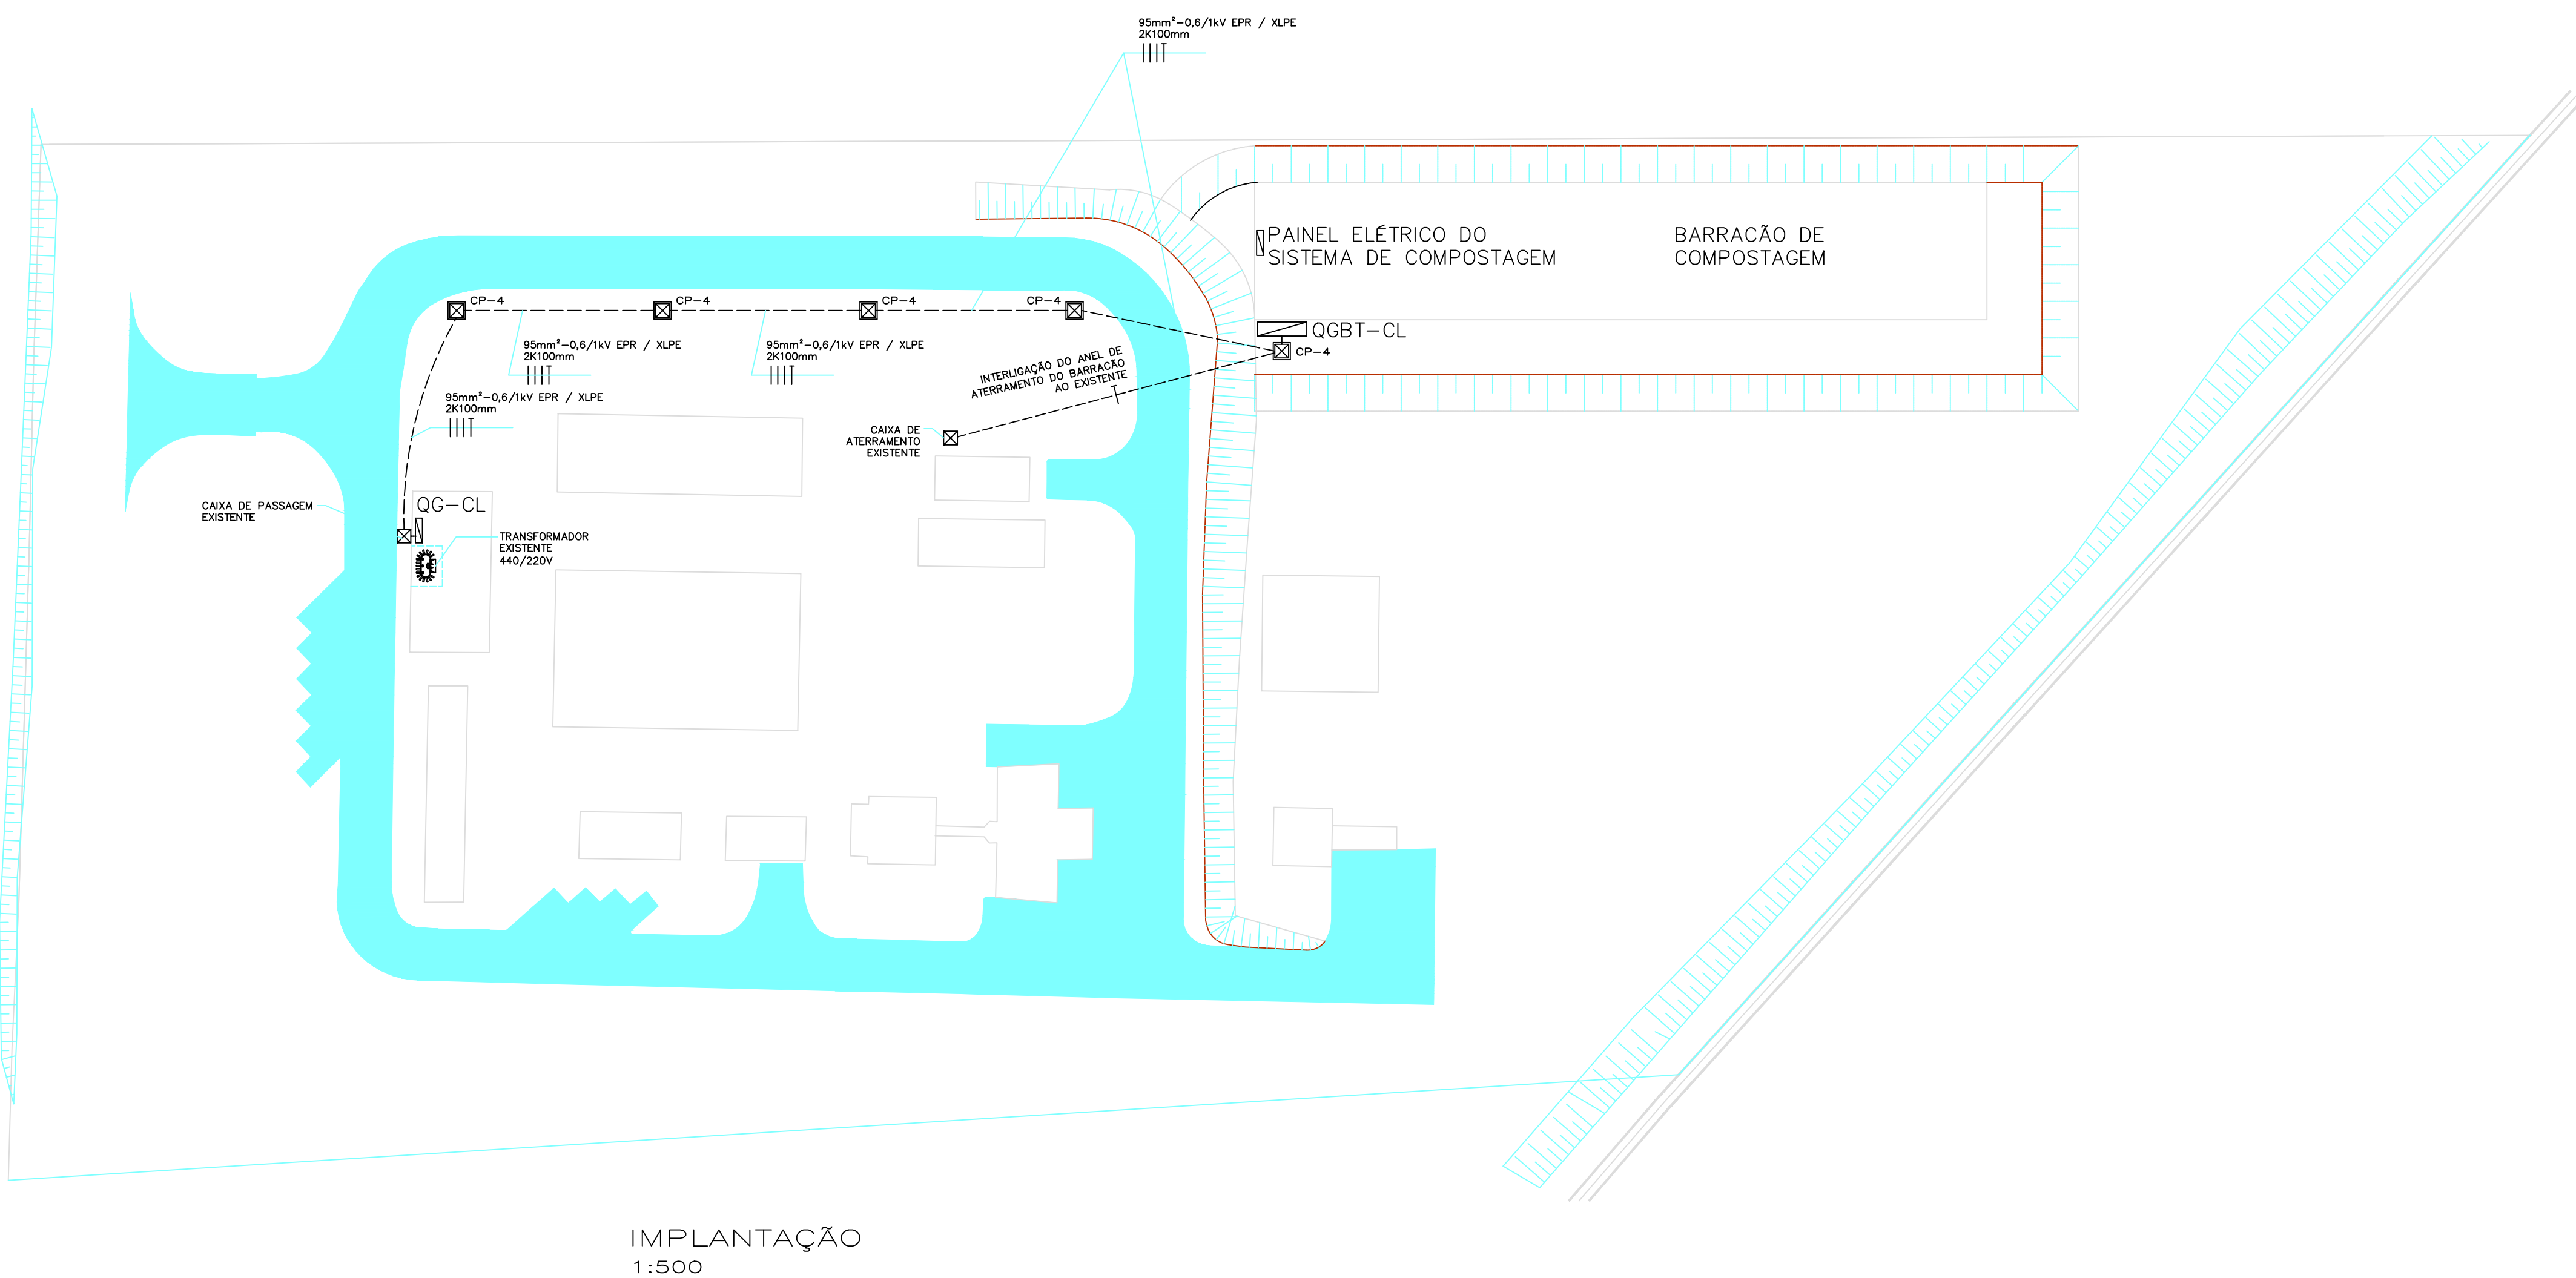 95mm²-0,6/1kV EPR / XLPE
2K100mm
PAINEL ELÉTRICO DO
SISTEMA DE COMPOSTAGEM
BARRACÃO DE
COMPOSTAGEM
CP-4
CP-4
CP-4
CP-4
QGBT-CL
CP-4
95mm²-0,6/1kV EPR / XLPE
2K100mm
95mm²-0,6/1kV EPR / XLPE
2K100mm
INTERLIGAÇÃO DO ANEL DE
ATERRAMENTO DO BARRACÃO
AO EXISTENTE
95mm²-0,6/1kV EPR / XLPE
2K100mm
CAIXA DE
ATERRAMENTO
EXISTENTE
CAIXA DE PASSAGEM
EXISTENTE
QG-CL
TRANSFORMADOR
EXISTENTE
440/220V
IMPLANTAÇÃO
1:500